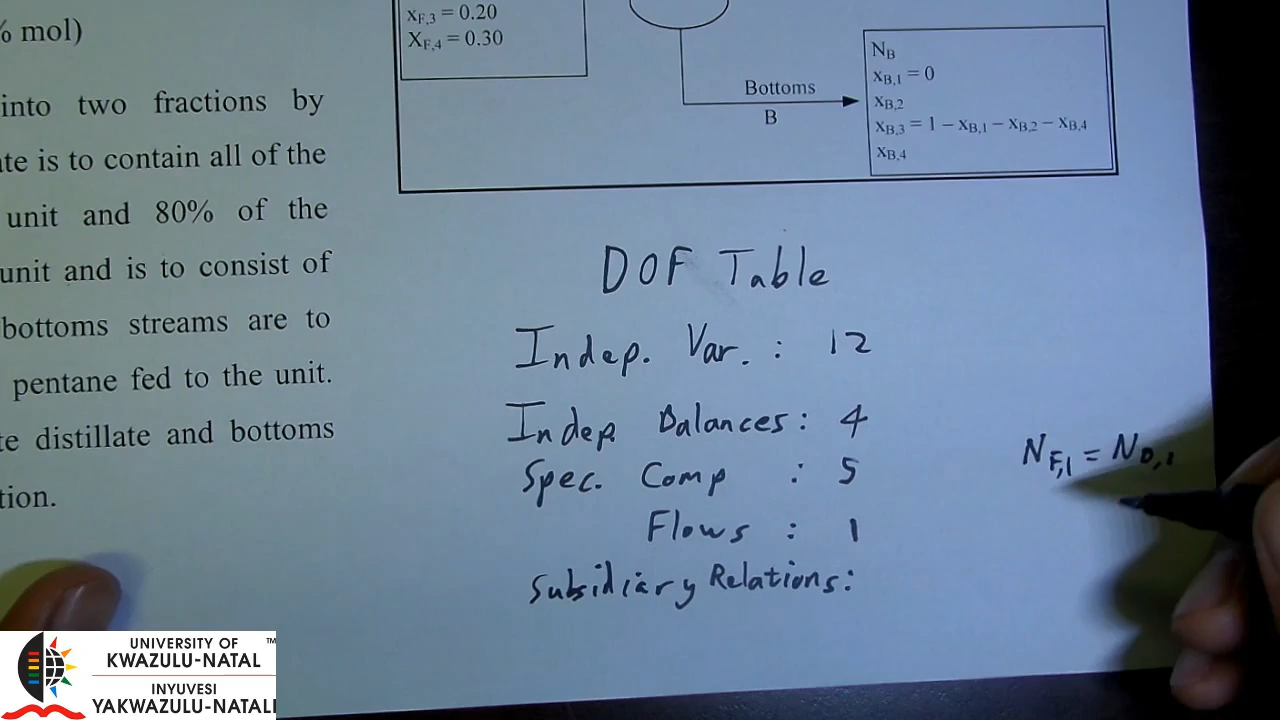 % mol)
into two fractions by
te is to contain all of the
unit and 80% of the
unit and is to consist of
bottoms streams are to
pentane fed to the unit.
te distillate and bottoms
tion.
xF,3 = 0.20
XF,4 = 0.30
Bottoms
B
NB
xB,1 = 0
xB,2
xB,3 = 1 – xB,1 – xB,2 – xB,4
xB,4
DOF Table
Indep. Var. : 12
Indep. Balances: 4
Spec. Comp : 5
Flows : 1
Subsidiary Relations:
NF,1 = ND,1
UNIVERSITY OF ™
KWAZULU-NATAL
INYUVESI
YAKWAZULU-NATALI